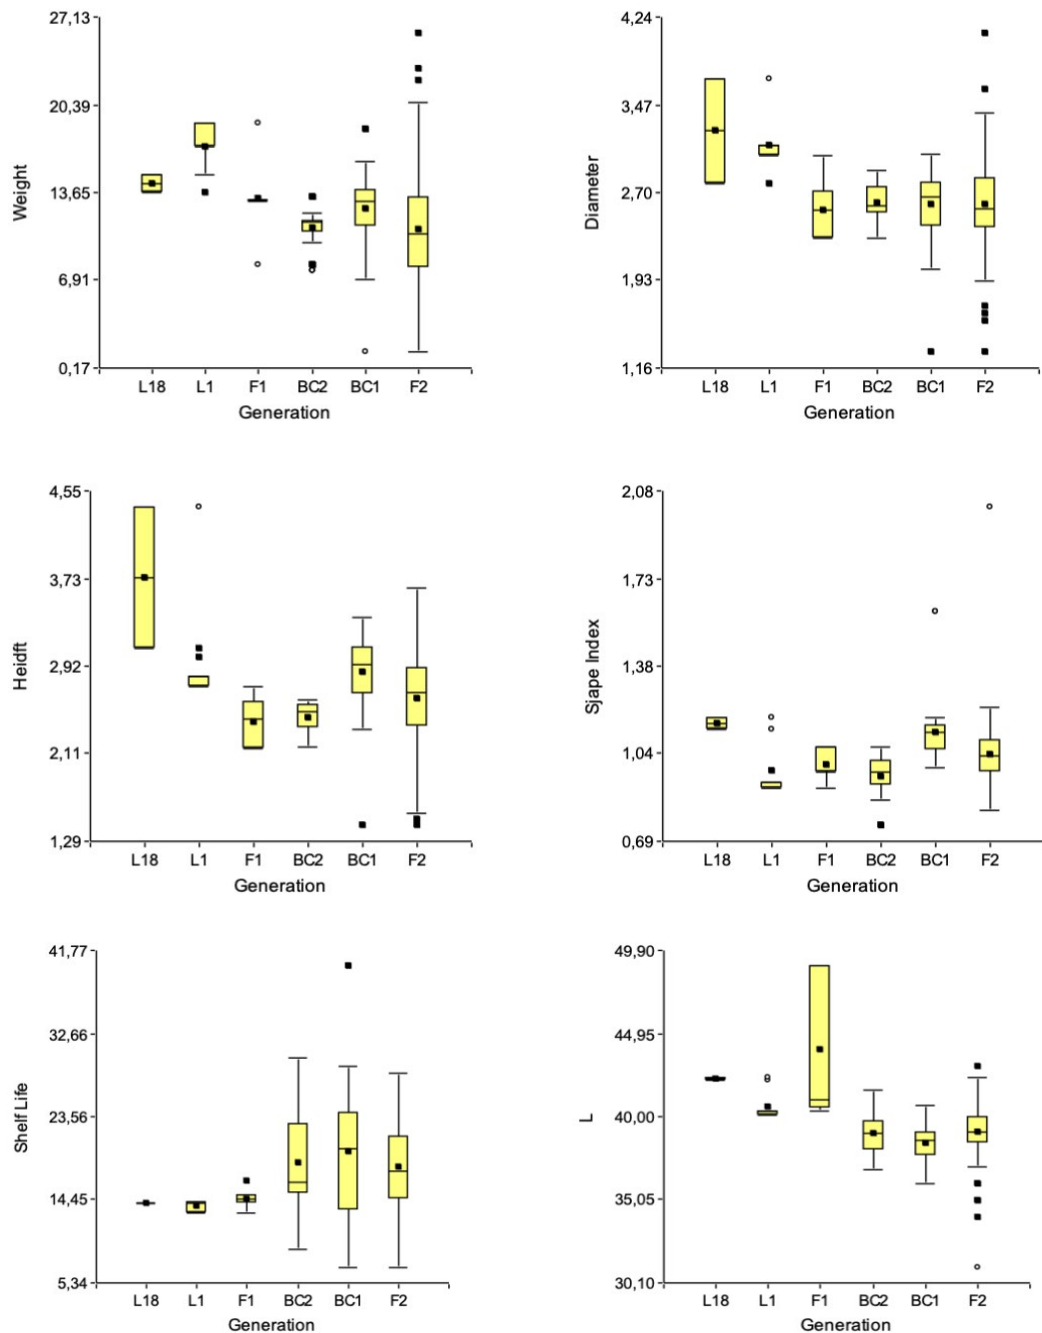 27,13
20,39
13,65
6,91
0,17
Weight
L18 L1 F1 BC2 BC1 F2
Generation
4,24
3,47
2,70
1,93
1,16
Diameter
L18 L1 F1 BC2 BC1 F2
Generation
4,55
3,73
2,92
2,11
1,29
Heidft
L18 L1 F1 BC2 BC1 F2
Generation
2,08
1,73
1,38
1,04
0,69
Sjape Index
L18 L1 F1 BC2 BC1 F2
Generation
41,77
32,66
23,56
14,45
5,34
Shelf Life
L18 L1 F1 BC2 BC1 F2
Generation
49,90
44,95
40,00
35,05
30,10
L
L18 L1 F1 BC2 BC1 F2
Generation